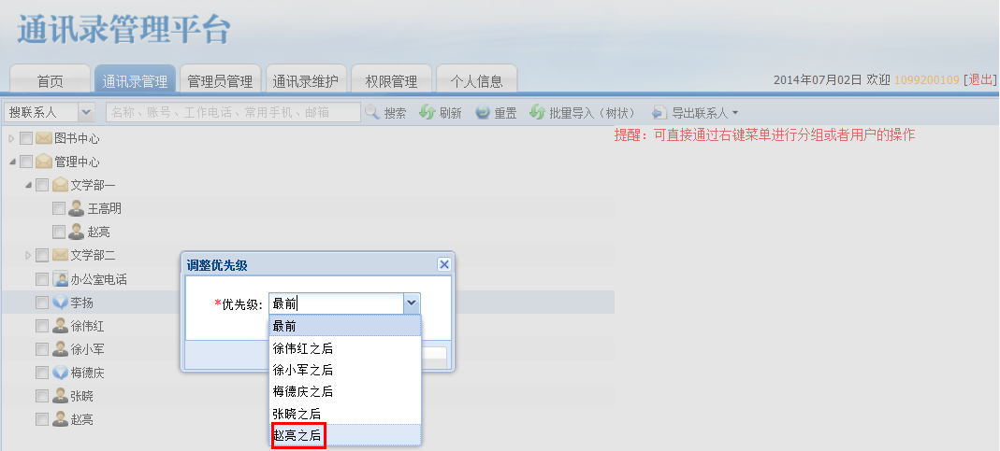 通讯录管理平台
首页 通讯录管理 管理员管理 通讯录维护 权限管理 个人信息 2014年07月02日 欢迎 1099200109 [退出]
搜联系人 名称、账号、工作电话、常用手机、邮箱 搜索 刷新 重置 批量导入（树状） 导出联系人
提醒：可直接通过右键菜单进行分组或者用户的操作
图书中心
管理中心
文学部一
王高明
赵亮
文学部二
办公室电话
李扬
徐伟红
徐小军
梅德庆
张晓
赵亮
调整优先级
*优先级: 最前
最前
徐伟红之后
徐小军之后
梅德庆之后
张晓之后
赵亮之后